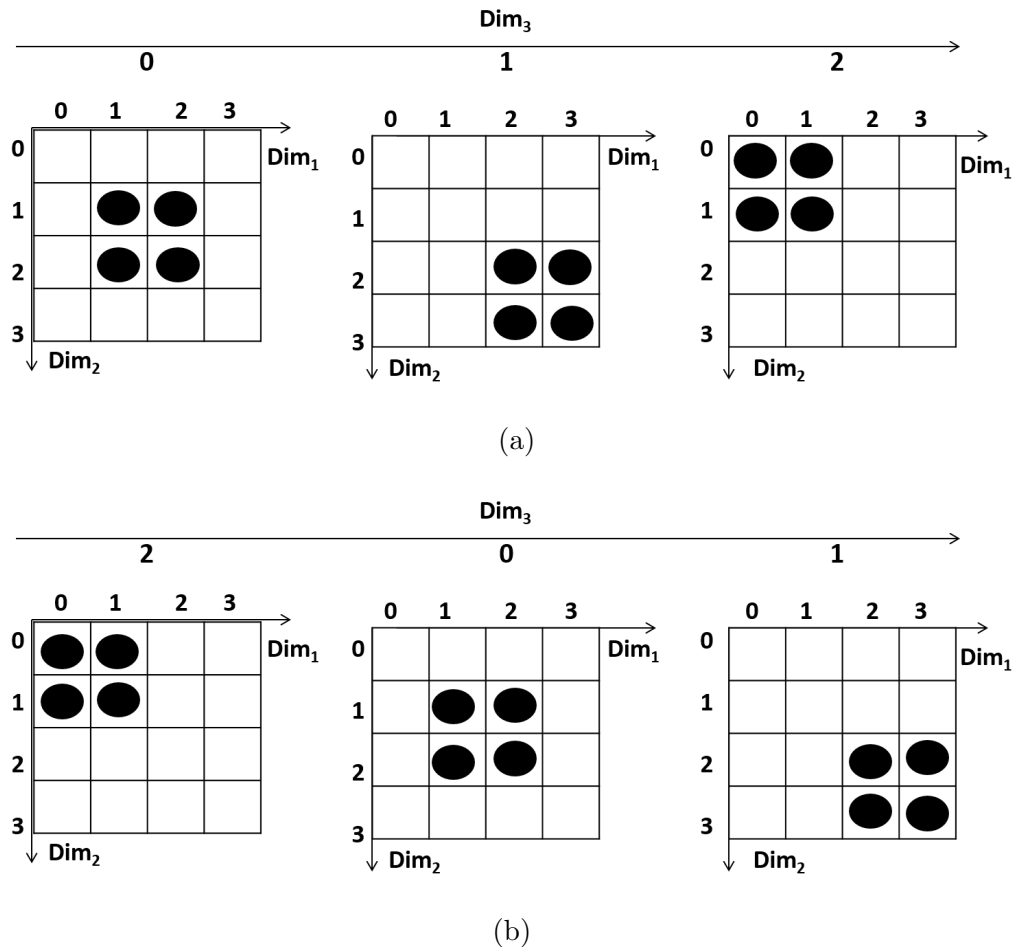 Dim₃
0 1 2
0 1 2 3 0 1 2 3 0 1 2 3
Dim₁ Dim₁ Dim₁
0 0 0
1 1 1
2 2 2
3 3 3
Dim₂ Dim₂ Dim₂
(a)
Dim₃
2 0 1
0 1 2 3 0 1 2 3 0 1 2 3
Dim₁ Dim₁ Dim₁
0 0 0
1 1 1
2 2 2
3 3 3
Dim₂ Dim₂ Dim₂
(b)